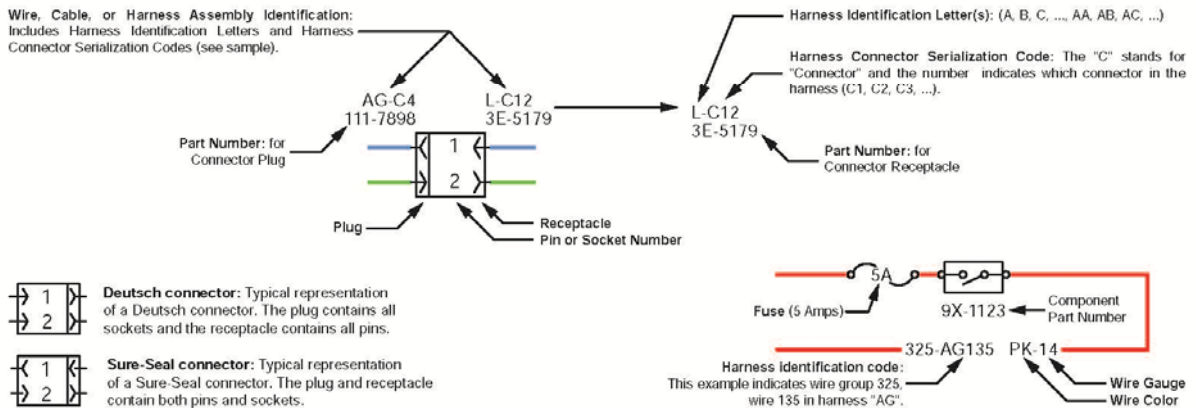 Wire, Cable, or Harness Assembly Identification:
Includes Harness Identification Letters and Harness
Connector Serialization Codes (see sample).
Harness Identification Letter(s): (A, B, C, ..., AA, AB, AC, ...)
Harness Connector Serialization Code: The "C" stands for
"Connector" and the number indicates which connector in the
harness (C1, C2, C3, ...).
AG-C4
111-7898
L-C12
3E-5179
L-C12
3E-5179
Part Number: for
Connector Plug
Part Number: for
Connector Receptacle
1
2
Plug
Receptacle
Pin or Socket Number
1
2
Deutsch connector: Typical representation
of a Deutsch connector. The plug contains all
sockets and the receptacle contains all pins.
1
2
Sure-Seal connector: Typical representation
of a Sure-Seal connector. The plug and receptacle
contain both pins and sockets.
5A
Fuse (5 Amps)
9X-1123
Component
Part Number
325-AG135 PK-14
Harness identification code:
This example indicates wire group 325,
wire 135 in harness "AG".
Wire Gauge
Wire Color